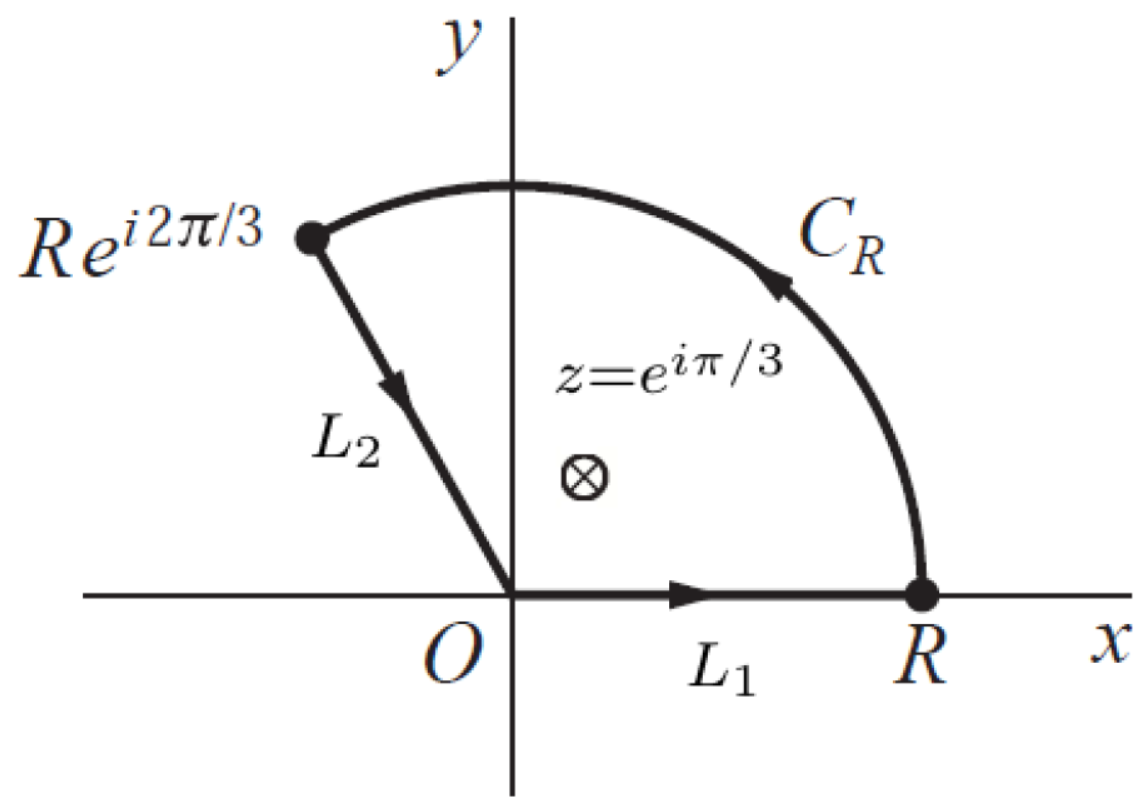 y
Re^{i2π/3}
C_R
z=e^{iπ/3}
L_2
O
L_1
R
x